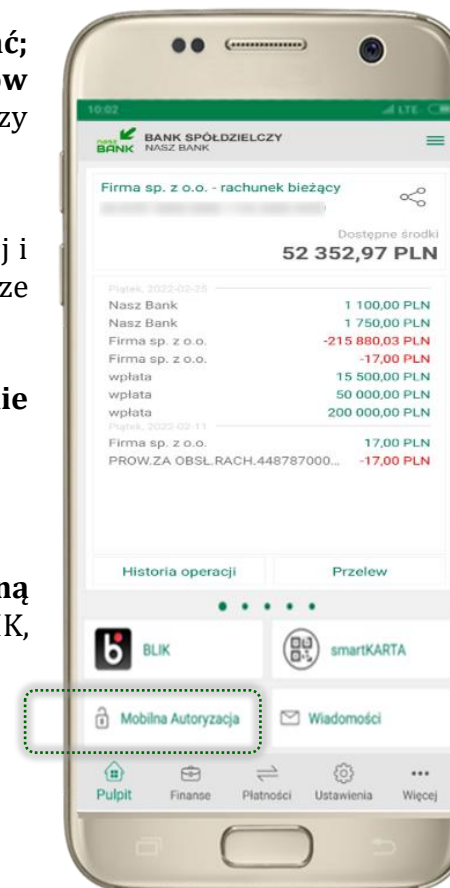 ać;
ów
zy
j i
ze
ie
ną
IK,
10:02
LTE
nasz BANK
BANK SPÓŁDZIELCZY
NASZ BANK
Firma sp. z o.o. - rachunek bieżący
Dostępne środki
52 352,97 PLN
Piątek, 2022-02-25
Nasz Bank 1 100,00 PLN
Nasz Bank 1 750,00 PLN
Firma sp. z o.o. -215 880,03 PLN
Firma sp. z o.o. -17,00 PLN
wpłata 15 500,00 PLN
wpłata 50 000,00 PLN
wpłata 200 000,00 PLN
Piątek, 2022-02-11
Firma sp. z o.o. 17,00 PLN
PROW.ZA OBSŁ.RACH.448787000... -17,00 PLN
Historia operacji Przelew
BLIK smartKARTA
Mobilna Autoryzacja Wiadomości
Pulpit Finanse Płatności Ustawienia Więcej